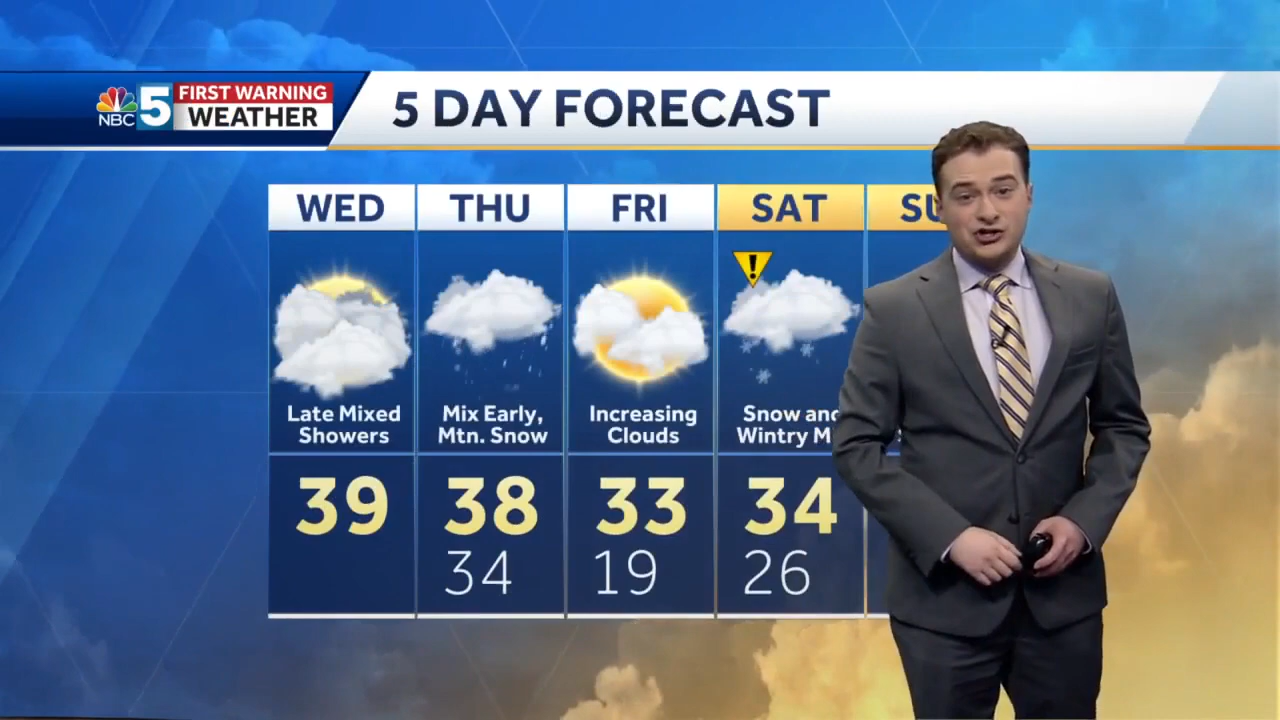 NBC 5 FIRST WARNING
WEATHER
5 DAY FORECAST
WED THU FRI SAT
!
Late Mixed
Showers
Mix Early,
Mtn. Snow
Increasing
Clouds
Snow and
Wintry
39 38 33 34
34 19 26